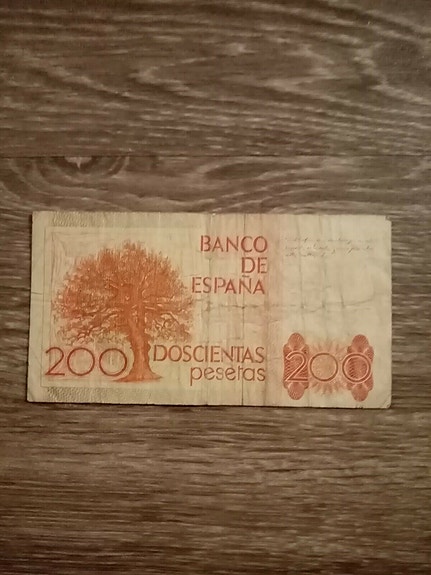 BANCO
DE
ESPAÑA
200
DOSCIENTAS
pesetas
200